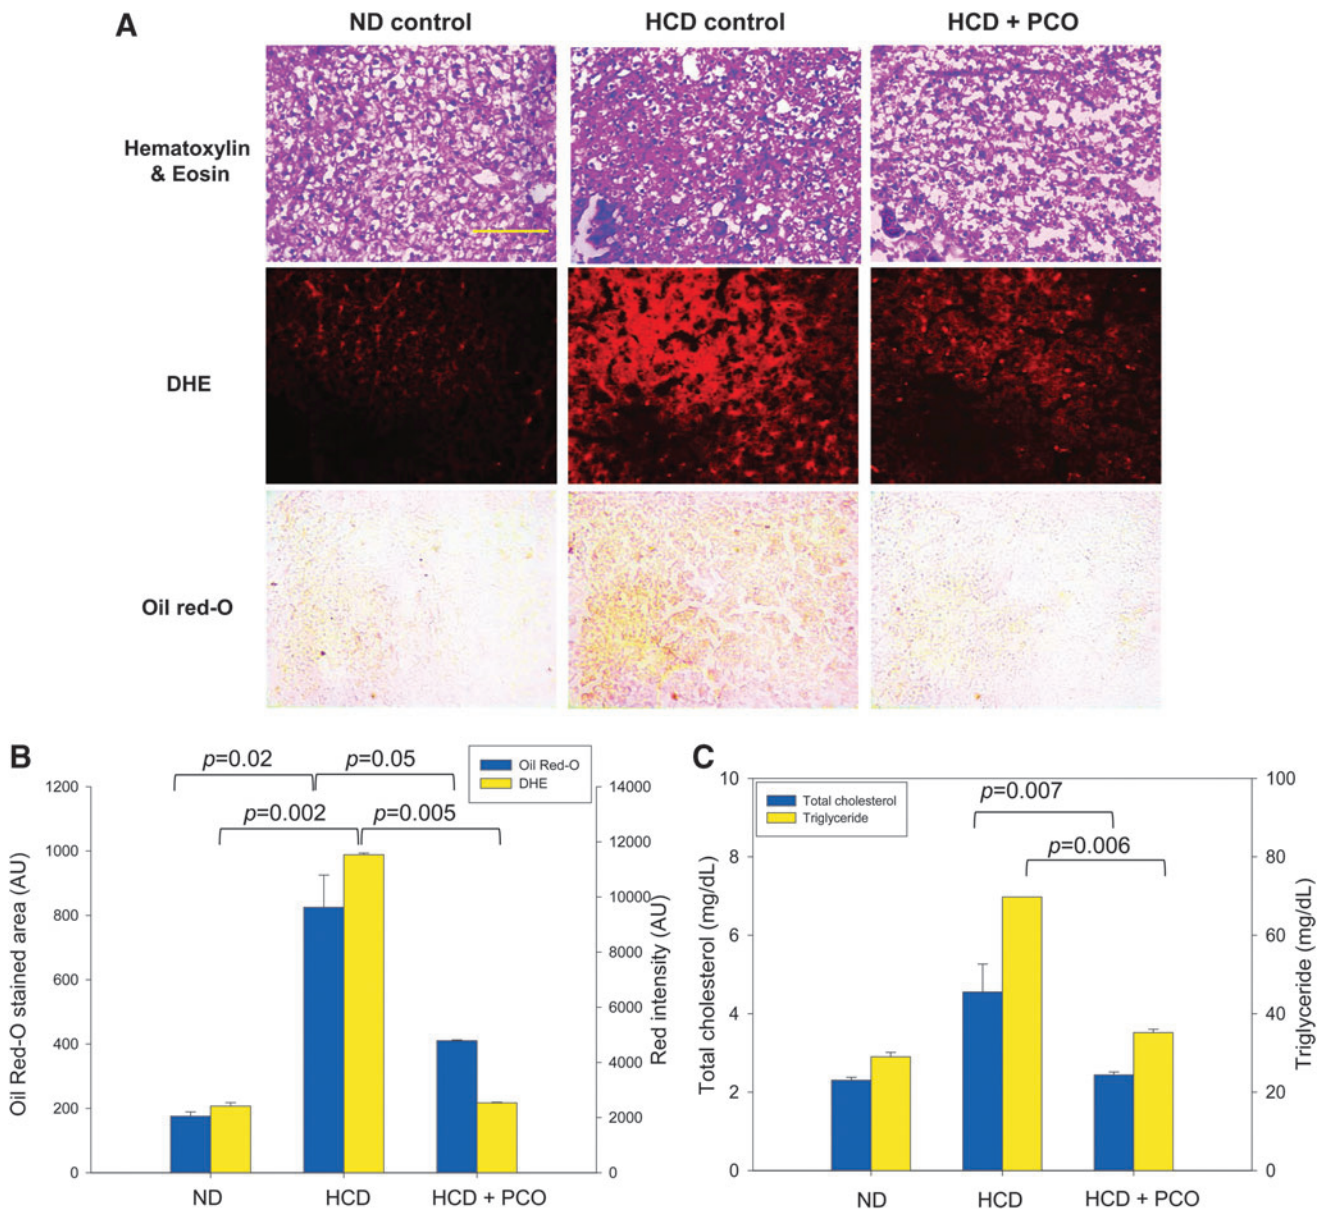 A
ND control
HCD control
HCD + PCO
Hematoxylin
& Eosin
DHE
Oil red-O
B
p=0.02
p=0.05
p=0.002
p=0.005
Oil Red-O
DHE
Oil Red-O stained area (AU)
1200
1000
800
600
400
200
0
14000
12000
10000
8000
6000
4000
2000
0
Red intensity (AU)
ND
HCD
HCD + PCO
C
Total cholesterol
Triglyceride
p=0.007
p=0.006
Total cholesterol (mg/dL)
10
8
6
4
2
0
100
80
60
40
20
0
Triglyceride (mg/dL)
ND
HCD
HCD + PCO